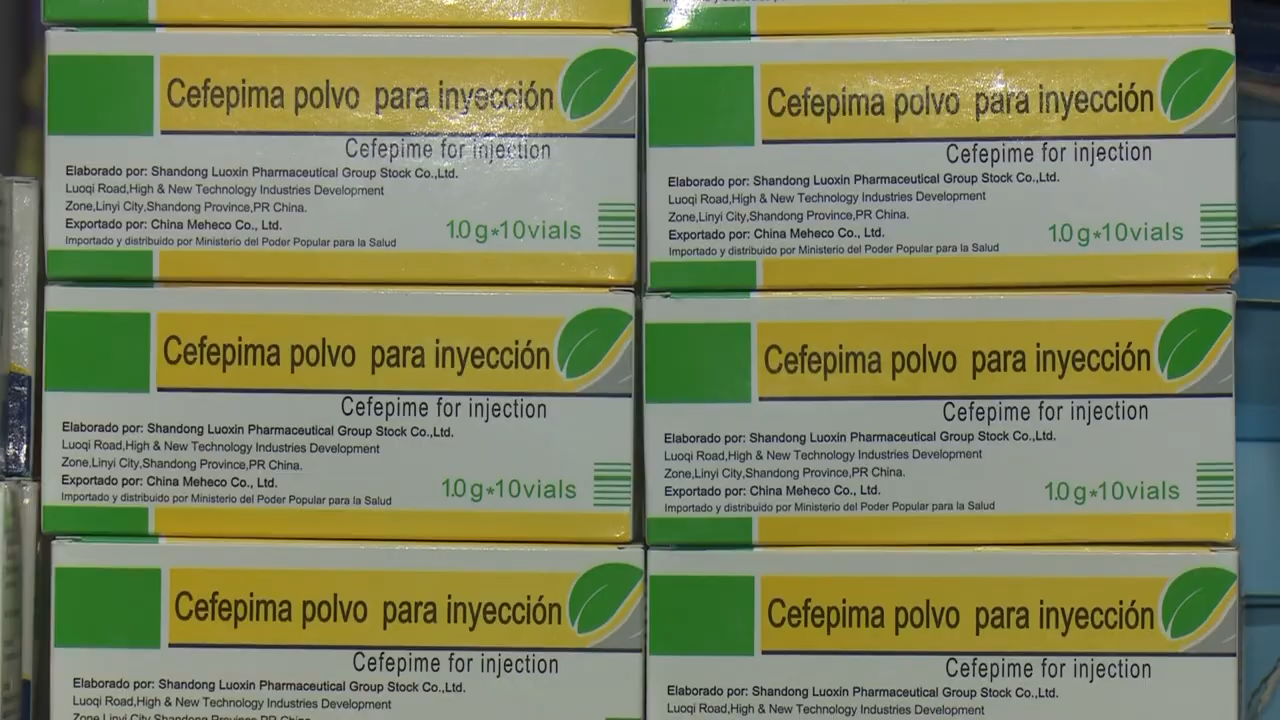 Cefepima polvo para inyección
Cefepime for injection
Elaborado por: Shandong Luoxin Pharmaceutical Group Stock Co.,Ltd.
Luoqi Road,High & New Technology Industries Development
Zone,Linyi City,Shandong Province,PR China.
Exportado por: China Meheco Co., Ltd.
Importado y distribuido por Ministerio del Poder Popular para la Salud
1.0g*10vials
Cefepima polvo para inyección
Cefepime for injection
Elaborado por: Shandong Luoxin Pharmaceutical Group Stock Co.,Ltd.
Luoqi Road,High & New Technology Industries Development
Zone,Linyi City,Shandong Province,PR China.
Exportado por: China Meheco Co., Ltd.
Importado y distribuido por Ministerio del Poder Popular para la Salud
1.0g*10vials
Cefepima polvo para inyección
Cefepime for injection
Elaborado por: Shandong Luoxin Pharmaceutical Group Stock Co.,Ltd.
Luoqi Road,High & New Technology Industries Development
Zone,Linyi City,Shandong Province,PR China.
Exportado por: China Meheco Co., Ltd.
Importado y distribuido por Ministerio del Poder Popular para la Salud
1.0g*10vials
Cefepima polvo para inyección
Cefepime for injection
Elaborado por: Shandong Luoxin Pharmaceutical Group Stock Co.,Ltd.
Luoqi Road,High & New Technology Industries Development
Zone,Linyi City,Shandong Province,PR China.
Exportado por: China Meheco Co., Ltd.
Importado y distribuido por Ministerio del Poder Popular para la Salud
1.0g*10vials
Cefepima polvo para inyección
Cefepime for injection
Elaborado por: Shandong Luoxin Pharmaceutical Group Stock Co.,Ltd.
Luoqi Road,High & New Technology Industries Development
Zone,Linyi City,Shandong Province,PR China
Cefepima polvo para inyección
Cefepime for injection
Elaborado por: Shandong Luoxin Pharmaceutical Group Stock Co.,Ltd.
Luoqi Road,High & New Technology Industries Development